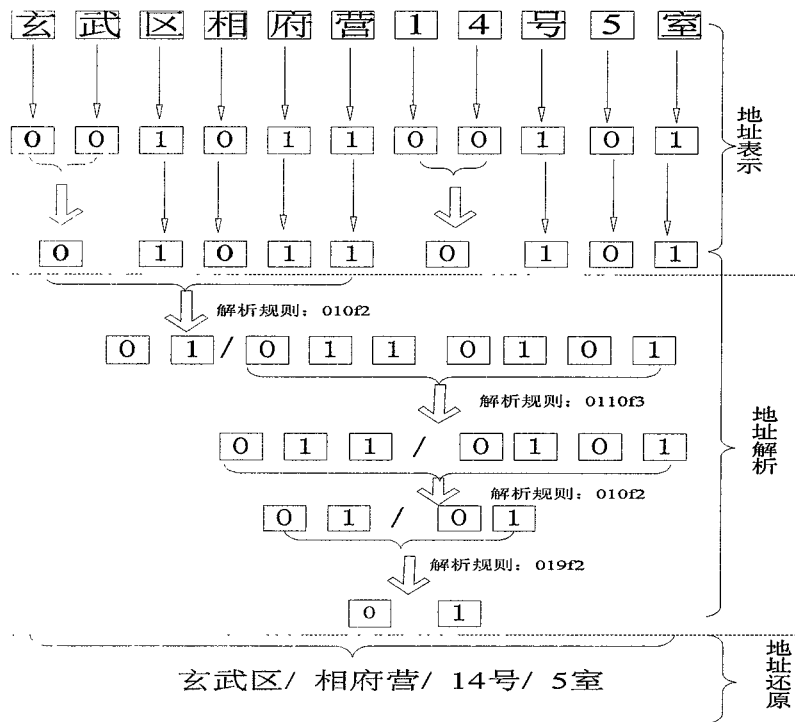 玄武区相府营14号5室
0 0 1 0 1 1 0 0 1 0 1
地址表示
0 1 0 1 1 0 1 0 1
解析规则：010f2
0 1 / 0 1 1 0 1 0 1
解析规则：0110f3
0 1 1 / 0 1 0 1
地址解析
解析规则：010f2
0 1 / 0 1
解析规则：019f2
0 1
玄武区/ 相府营/ 14号/ 5室
地址还原